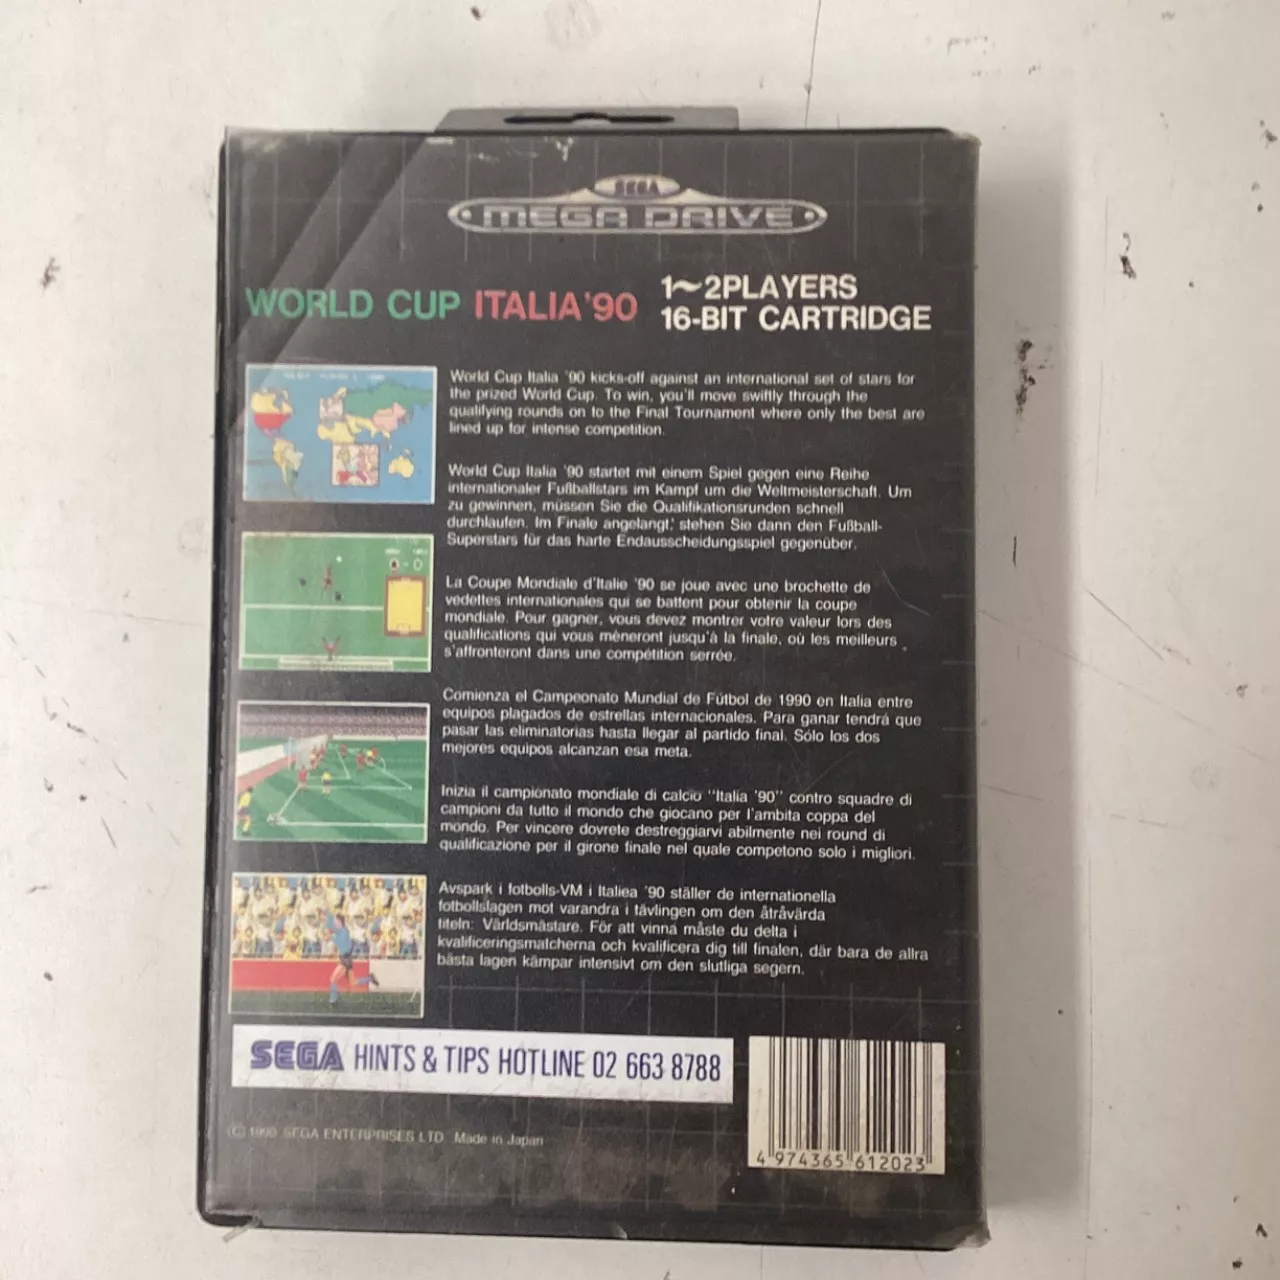 SEGA
MEGA DRIVE
WORLD CUP ITALIA '90
1~2PLAYERS
16-BIT CARTRIDGE
World Cup Italia '90 kicks-off against an international set of stars for
the prized World Cup. To win, you'll move swiftly through the
qualifying rounds on to the Final Tournament where only the best are
lined up for intense competition.
World Cup Italia '90 startet mit einem Spiel gegen eine Reihe
internationaler Fußballstars im Kampf um die Weltmeisterschaft. Um
zu gewinnen, müssen Sie die Qualifikationsrunden schnell
durchlaufen. Im Finale angelangt, stehen Sie dann den Fußball-
Superstars für das harte Endausscheidungsspiel gegenüber.
La Coupe Mondiale d'Italie '90 se joue avec une brochette de
vedettes internationales qui se battent pour obtenir la coupe
mondiale. Pour gagner, vous devez montrer votre valeur lors des
qualifications qui vous mèneront jusqu'à la finale, où les meilleurs
s'affronteront dans une compétition serrée.
Comienza el Campeonato Mundial de Fútbol de 1990 en Italia entre
equipos plagados de estrellas internacionales. Para ganar tendrá que
pasar las eliminatorias hasta llegar al partido final. Sólo los dos
mejores equipos alcanzan esa meta.
Inizia il campionato mondiale di calcio "Italia '90" contro squadre di
campioni da tutto il mondo che giocano per l'ambita coppa del
mondo. Per vincere dovrete destreggiarvi abilmente nei round di
qualificazione per il girone finale nel quale competono solo i migliori.
Avspark i fotbolls-VM i Italiea '90 ställer de internationella
fotbollslagen mot varandra i tävlingen om den åtråvärda
titeln: Världsmästare. För att vinna måste du delta i
kvalificeringsmatcherna och kvalificera dig till finalen, där bara de allra
bästa lagen kämpar intensivt om den slutliga segern.
SEGA HINTS & TIPS HOTLINE 02 663 8788
(C) 1990 SEGA ENTERPRISES LTD. Made in Japan
4 974365 612023